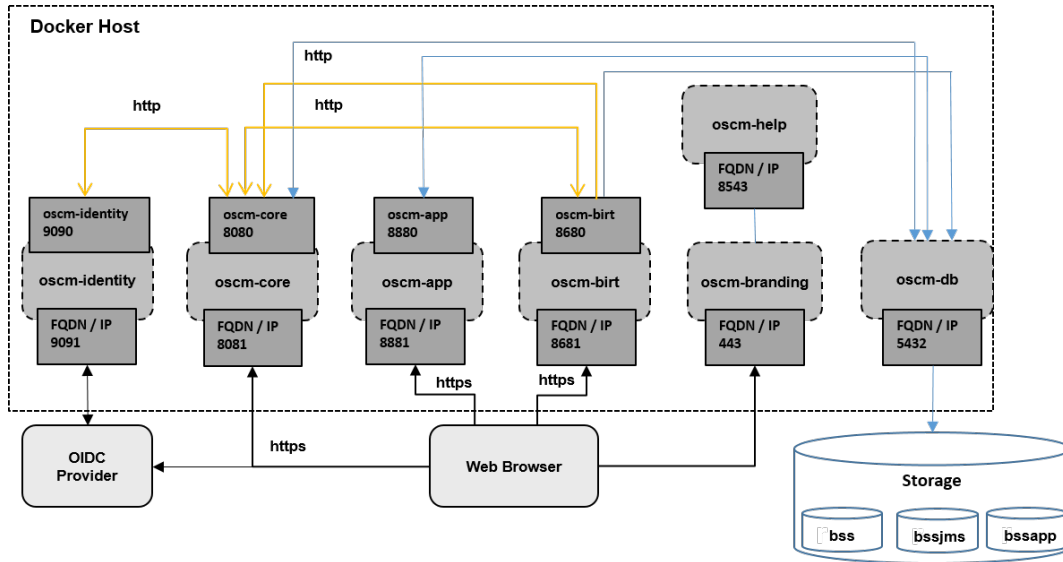 Docker Host
http
http
http
oscm-help
FQDN / IP
8543
oscm-identity
9090
oscm-core
8080
oscm-app
8880
oscm-birt
8680
oscm-identity
oscm-core
oscm-app
oscm-birt
oscm-branding
oscm-db
FQDN / IP
9091
FQDN / IP
8081
FQDN / IP
8881
FQDN / IP
8681
FQDN / IP
443
FQDN / IP
5432
https
https
https
OIDC
Provider
Web Browser
Storage
bss
bssjms
bssapp